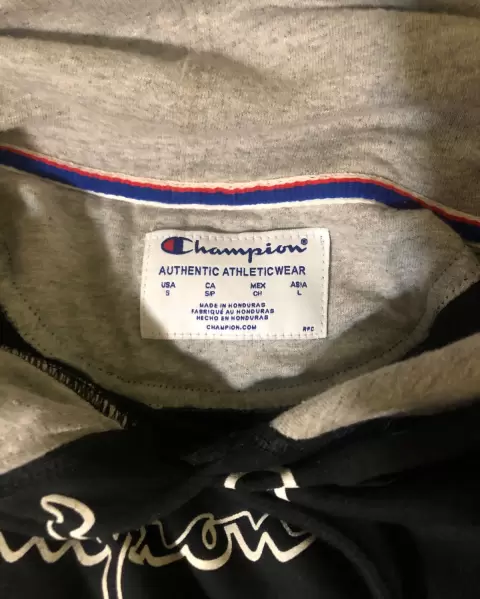 Champion®
AUTHENTIC ATHLETICWEAR
USA CA MEX ASIA
S S/P CH L
MADE IN HONDURAS
FABRIQUÉ AU HONDURAS
HECHO EN HONDURAS
CHAMPION.COM
RPC
Champion